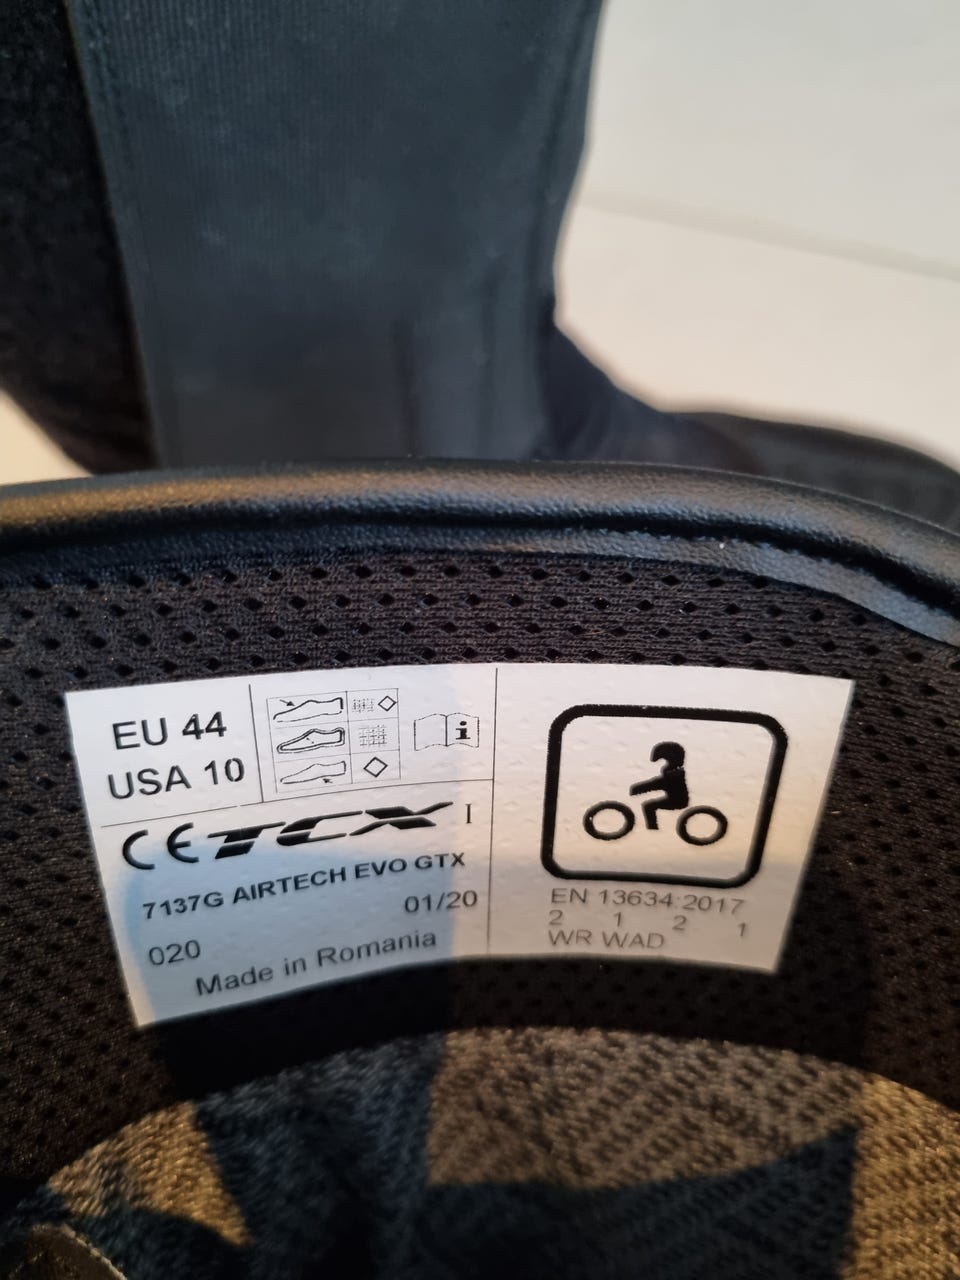 EU 44
USA 10
i
CE TCX I
7137G AIRTECH EVO GTX
01/20
020
Made in Romania
EN 13634:2017
2 1 2 1
WR WAD